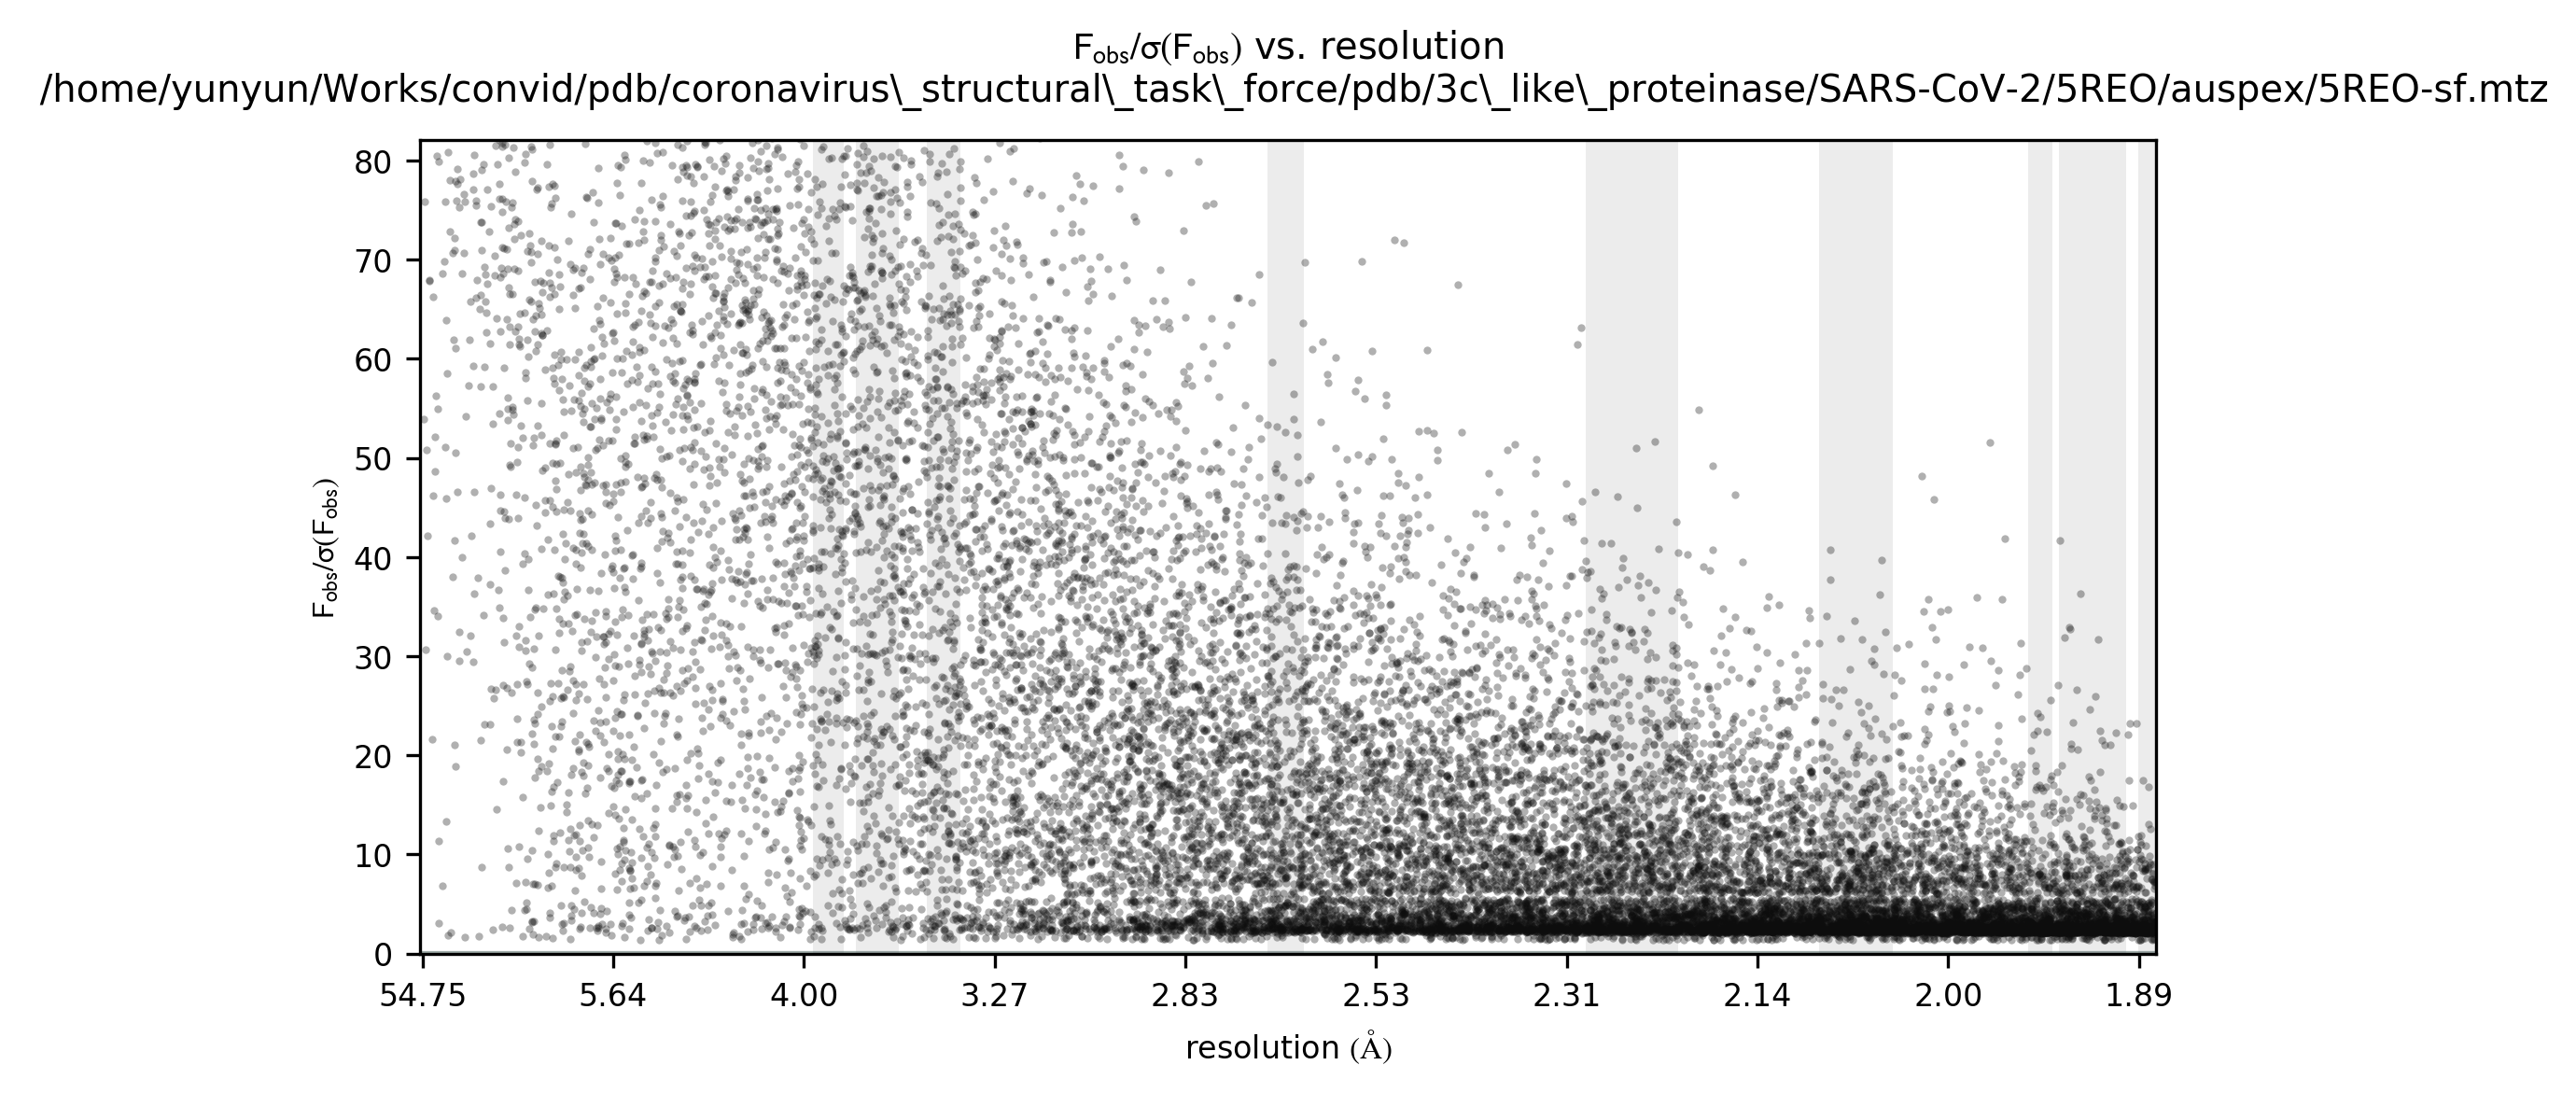 Fobs/σ(Fobs) vs. resolution
/home/yunyun/Works/convid/pdb/coronavirus\_structural\_task\_force/pdb/3c\_like\_proteinase/SARS-CoV-2/5REO/auspex/5REO-sf.mtz
80
70
60
50
40
30
20
10
0
Fobs/σ(Fobs)
54.75 5.64 4.00 3.27 2.83 2.53 2.31 2.14 2.00 1.89
resolution (Å)